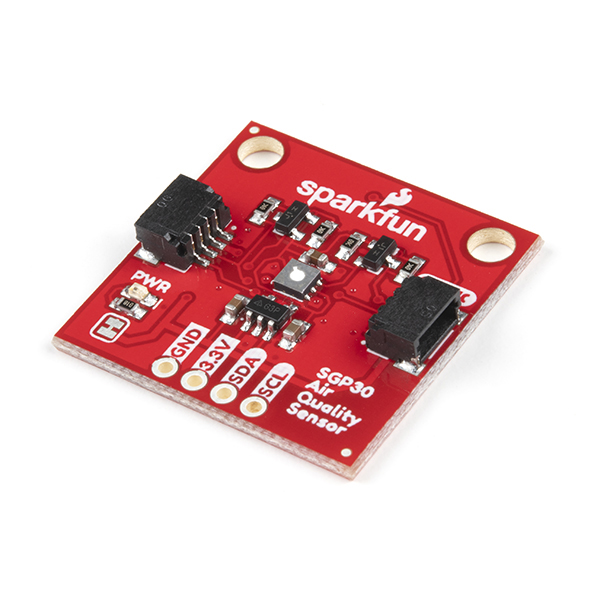 sparkfun
PWR
GND
3.3V
SDA
SCL
SGP30
Air
Quality
Sensor